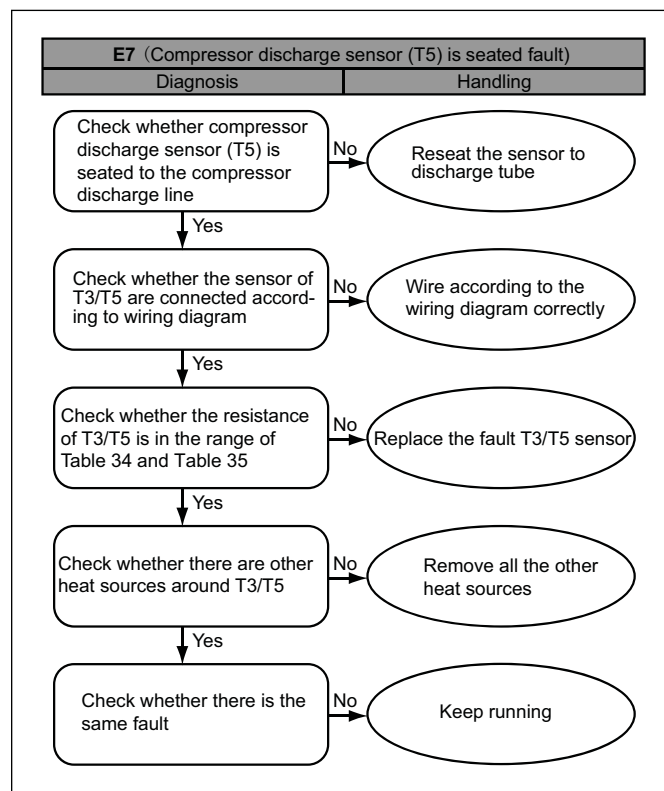 E7（Compressor discharge sensor (T5) is seated fault)
Diagnosis
Handling
Check whether compressor
discharge sensor (T5) is
seated to the compressor
discharge line
No
Reseat the sensor to
discharge tube
Yes
Check whether the sensor of
T3/T5 are connected accord-
ing to wiring diagram
No
Wire according to the
wiring diagram correctly
Yes
Check whether the resistance
of T3/T5 is in the range of
Table 34 and Table 35
No
Replace the fault T3/T5 sensor
Yes
Check whether there are other
heat sources around T3/T5
No
Remove all the other
heat sources
Yes
Check whether there is the
same fault
No
Keep running